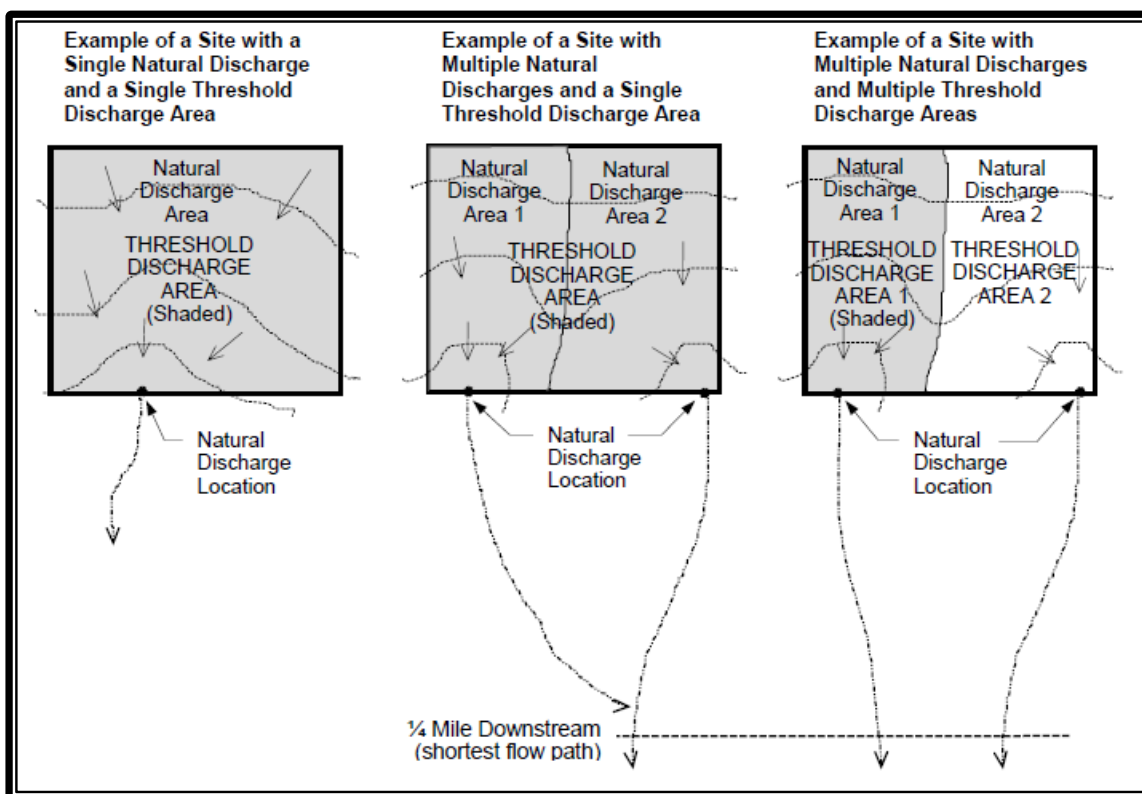 Example of a Site with a
Single Natural Discharge
and a Single Threshold
Discharge Area
Natural
Discharge
Area
THRESHOLD
DISCHARGE
AREA
(Shaded)
Natural
Discharge
Location
Example of a Site with
Multiple Natural
Discharges and a Single
Threshold Discharge Area
Natural
Discharge
Area 1
Natural
Discharge
Area 2
THRESHOLD
DISCHARGE
AREA
(Shaded)
Natural
Discharge
Location
Example of a Site with
Multiple Natural Discharges
and Multiple Threshold
Discharge Areas
Natural
Discharge
Area 1
Natural
Discharge
Area 2
THRESHOLD
DISCHARGE
AREA 1
(Shaded)
THRESHOLD
DISCHARGE
AREA 2
Natural
Discharge
Location
¼ Mile Downstream
(shortest flow path)